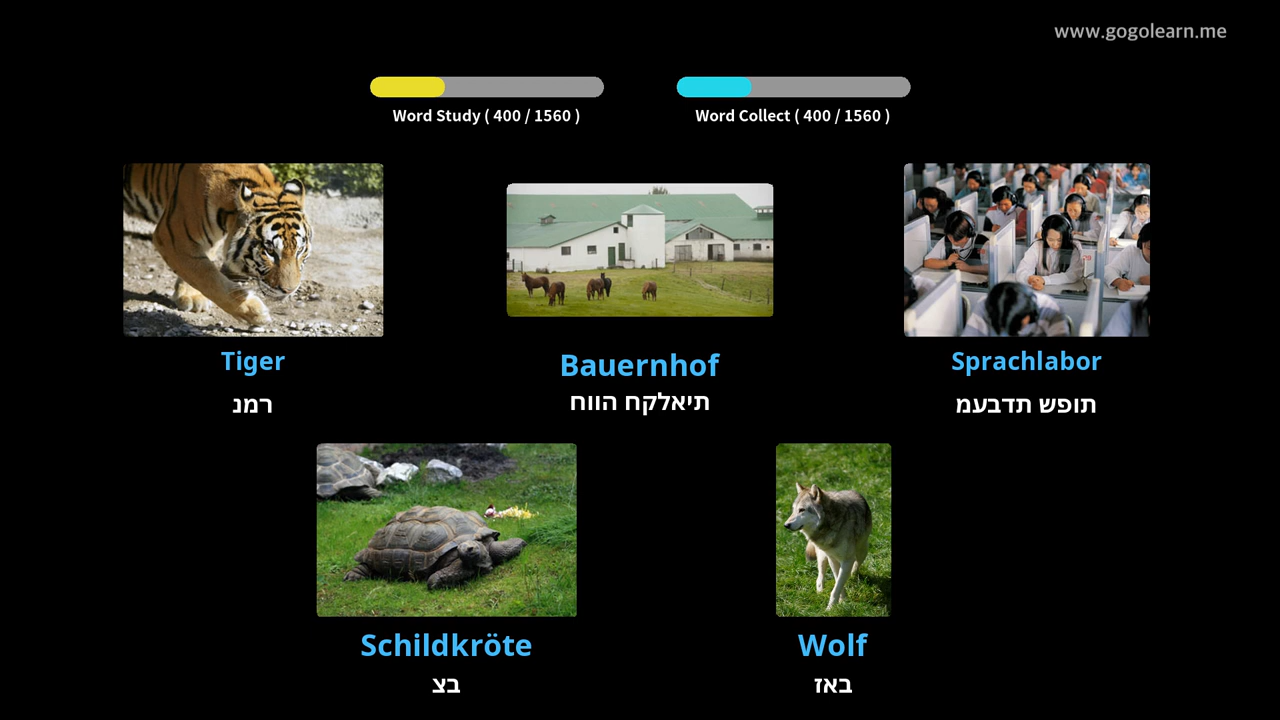 www.gogolearn.me
Word Study ( 400 / 1560 )
Word Collect ( 400 / 1560 )
Tiger
רמנ
Bauernhof
תיאלקח הווח
Sprachlabor
תופש תדבעמ
Schildkröte
בצ
Wolf
באז